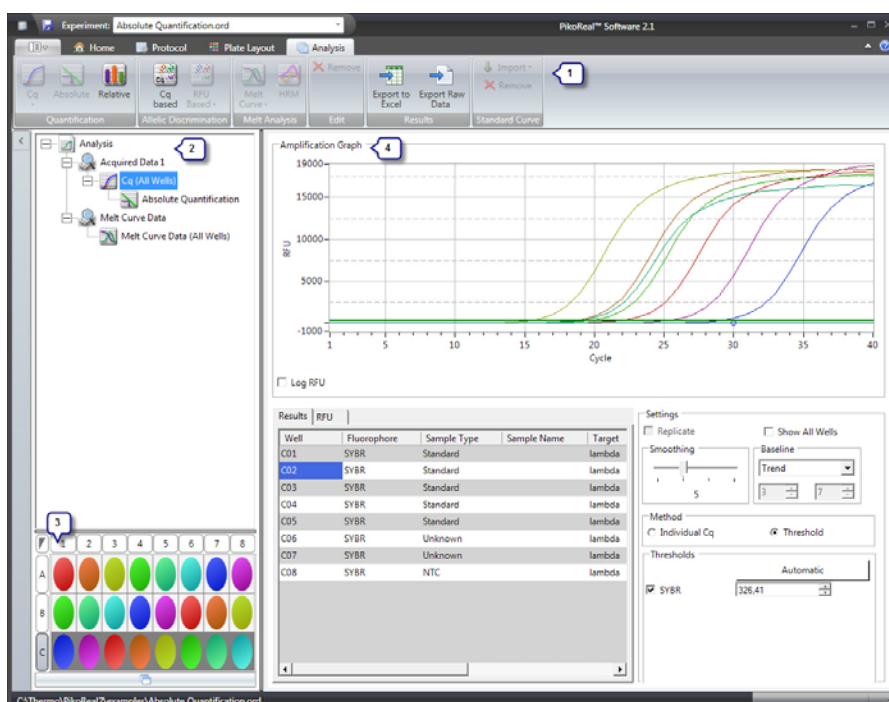 Experiment: Absolute Quantification.ord PikoReal™ Software 2.1
Home Protocol Plate Layout Analysis
Cq Absolute Relative Cq based RFU Based Melt Curve HRM Remove Export to Excel Export Raw Data Import Remove 1
Quantification Allelic Discrimination Melt Analysis Edit Results Standard Curve
Analysis 2
Acquired Data 1
Cq (All Wells)
Absolute Quantification
Melt Curve Data
Melt Curve Data (All Wells)
Amplification Graph 4
19000
15000
10000
RFU
5000
-1000
1 5 10 15 20 25 30 35 40
Cycle
Log RFU
Results RFU
Well Fluorophore Sample Type Sample Name Target
C01 SYBR Standard lambda
C02 SYBR Standard lambda
C03 SYBR Standard lambda
C04 SYBR Standard lambda
C05 SYBR Standard lambda
C06 SYBR Unknown lambda
C07 SYBR Unknown lambda
C08 SYBR NTC lambda
Settings
Replicate Show All Wells
Smoothing Baseline
Trend
5 3 7
Method
Individual Cq Threshold
Thresholds
Automatic
SYBR 326,41
3
1 2 3 4 5 6 7 8
A
B
C
C:\Thermo\PikoReal2\examples\Absolute Quantification.ord